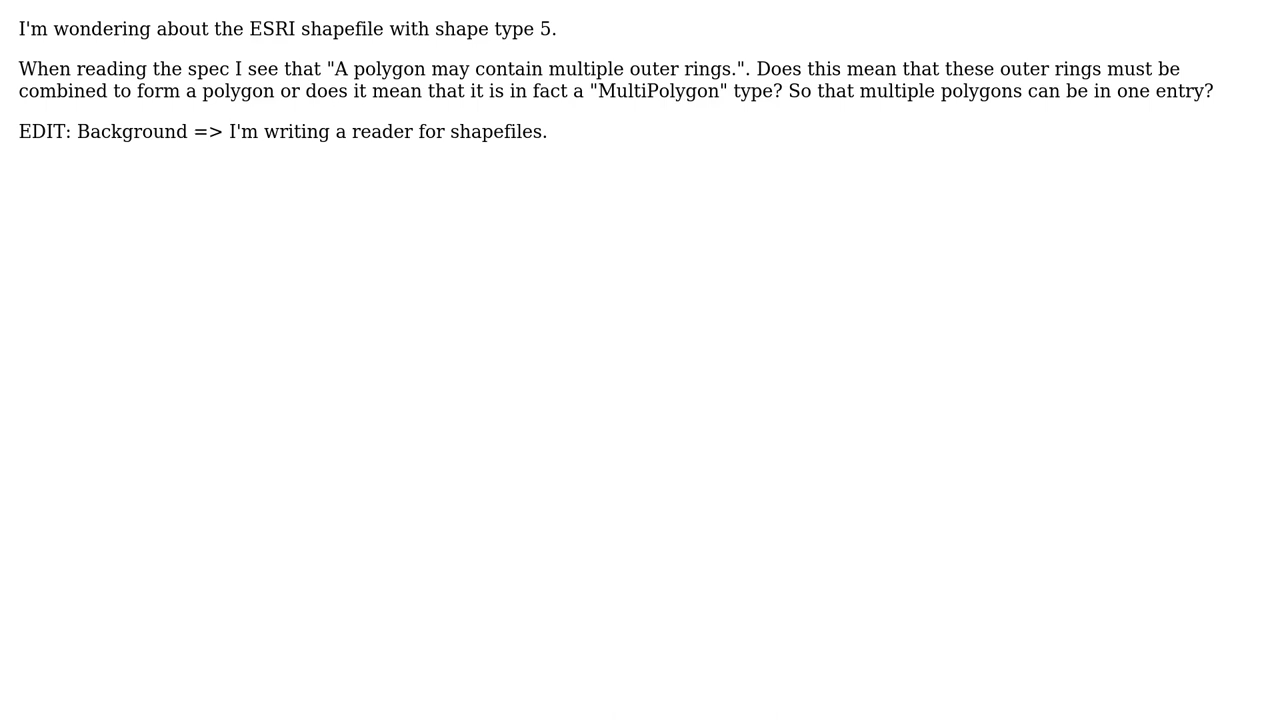 I'm wondering about the ESRI shapefile with shape type 5.
When reading the spec I see that "A polygon may contain multiple outer rings.". Does this mean that these outer rings must be
combined to form a polygon or does it mean that it is in fact a "MultiPolygon" type? So that multiple polygons can be in one entry?
EDIT: Background => I'm writing a reader for shapefiles.